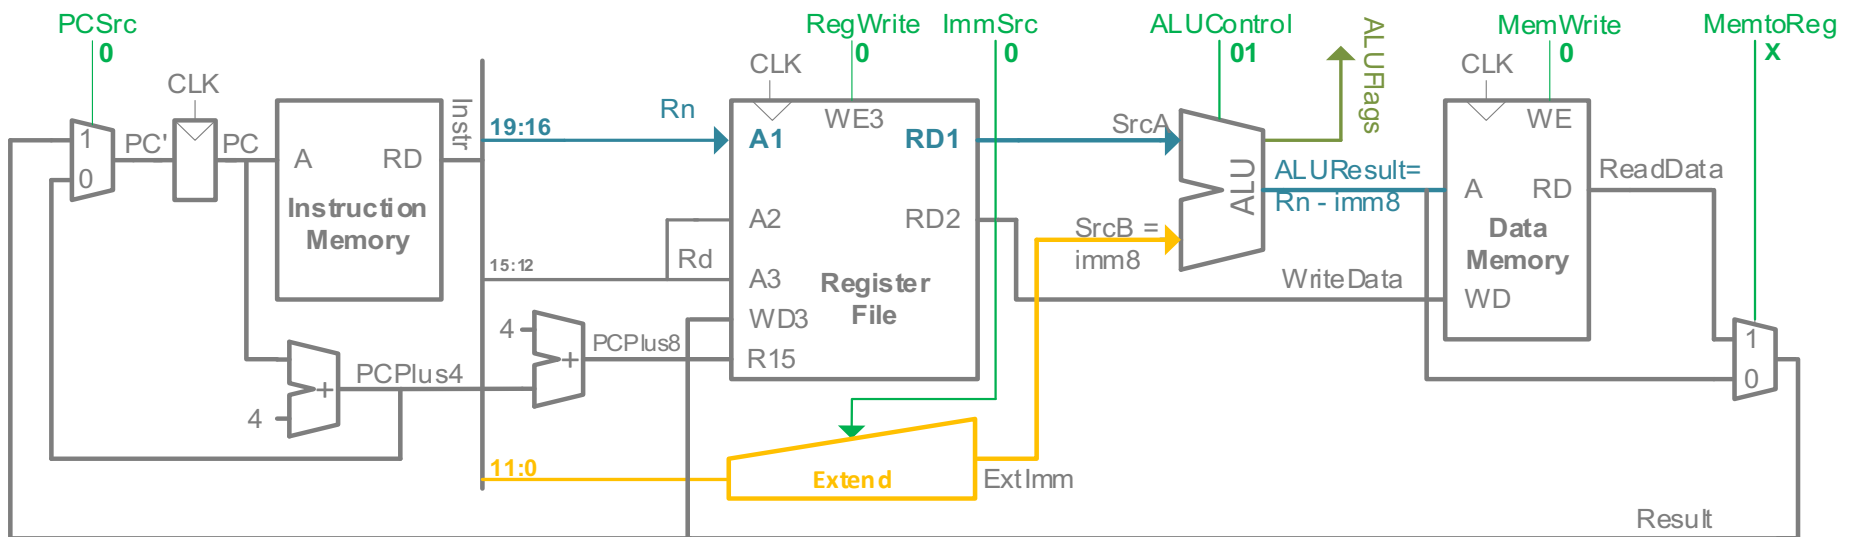 PCSrc
0
RegWrite
0
ImmSrc
0
ALUControl
01
ALUFlags
MemWrite
0
MemtoReg
X
CLK
CLK
CLK
1
0
PC'
PC
A
RD
Instruction
Memory
Instr
19:16
Rn
A1
WE3
RD1
SrcA
ALU
ALUResult=
Rn - imm8
A
WE
RD
Data
Memory
WD
ReadData
A2
RD2
SrcB =
imm8
15:12
Rd
A3
Register
File
WD3
R15
WriteData
4
+
PCPlus8
4
+
PCPlus4
1
0
11:0
Extend
ExtImm
Result